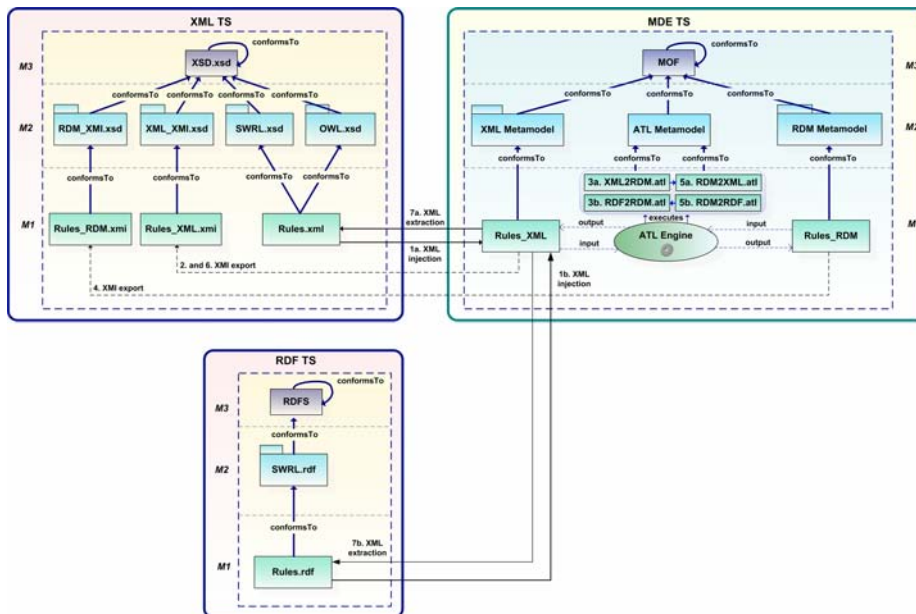 XML TS
MDE TS
M3
conformsTo
XSD.xsd
conformsTo
MOF
M3
conformsTo
conformsTo
conformsTo
conformsTo
conformsTo
conformsTo
conformsTo
M2
RDM_XMI.xsd
XML_XMI.xsd
SWRL.xsd
OWL.xsd
XML Metamodel
ATL Metamodel
RDM Metamodel
conformsTo
conformsTo
conformsTo
conformsTo
conformsTo
conformsTo
conformsTo
conformsTo
3a. XML2RDM.atl
5a. RDM2XML.atl
3b. RDF2RDM.atl
5b. RDM2RDF.atl
M1
Rules_RDM.xmi
Rules_XML.xmi
Rules.xml
7a. XML
extraction
1a. XML
injection
Rules_XML
output
input
executes
ATL Engine
input
output
Rules_RDM
2. and 6. XMI export
4. XMI export
1b. XML
injection
RDF TS
M3
conformsTo
RDFS
conformsTo
M2
SWRL.rdf
conformsTo
M1
Rules.rdf
7b. XML
extraction